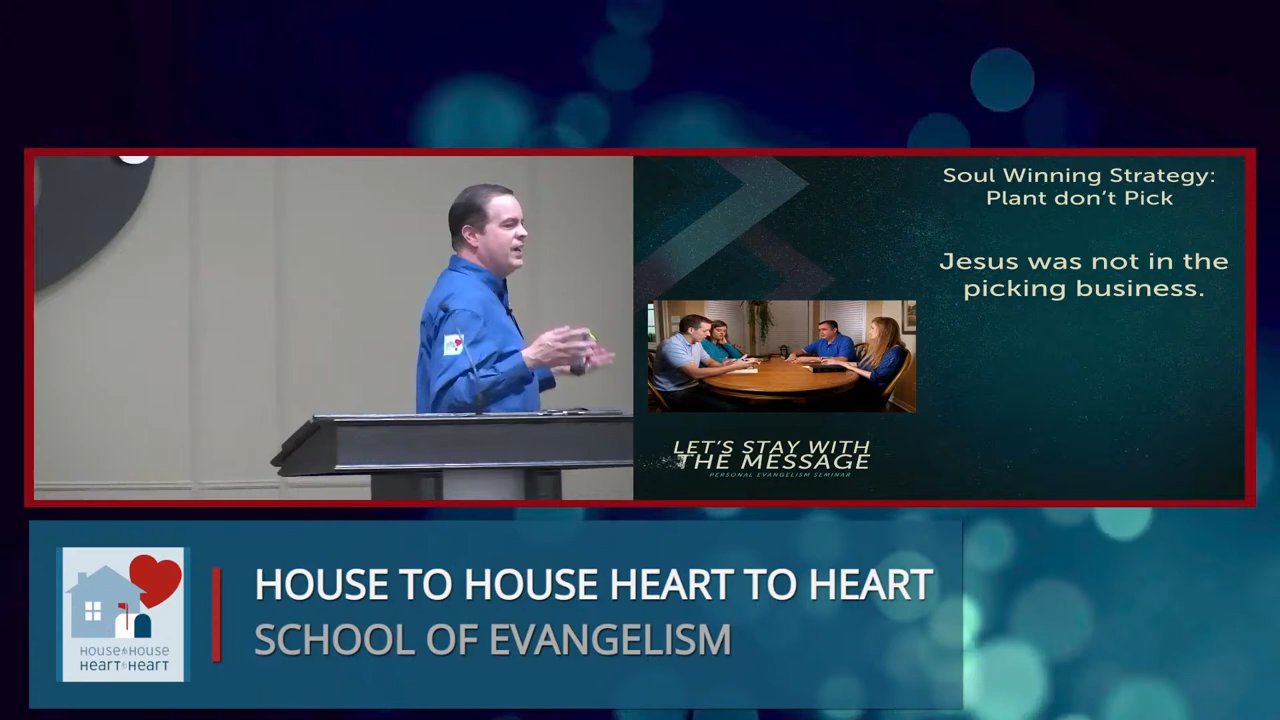 Soul Winning Strategy:
Plant don't Pick
Jesus was not in the
picking business.
LET'S STAY WITH
THE MESSAGE
PERSONAL EVANGELISM SEMINAR
HOUSE TO HOUSE HEART TO HEART
SCHOOL OF EVANGELISM
HOUSE TO HOUSE
HEART TO HEART